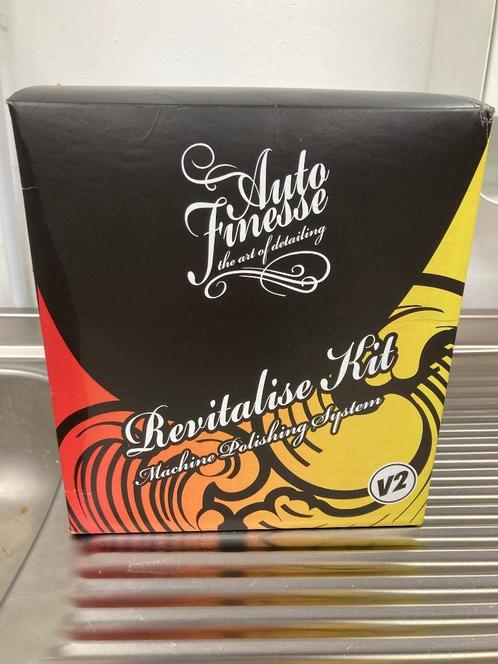 Auto
Finesse
the art of detailing
Revitalise Kit
Machine Polishing System
V2